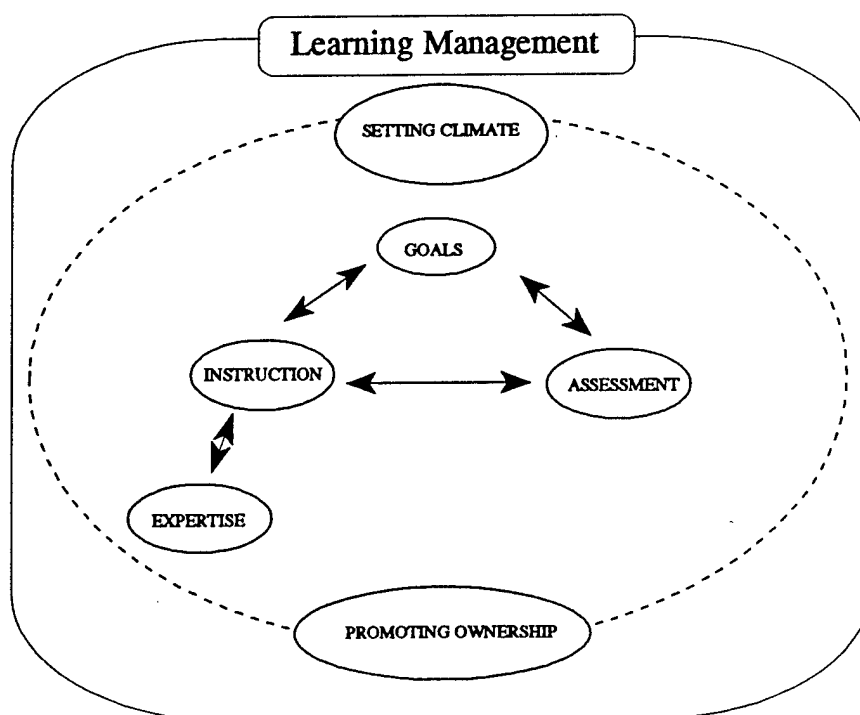 Learning Management
SETTING CLIMATE
GOALS
INSTRUCTION
ASSESSMENT
EXPERTISE
PROMOTING OWNERSHIP